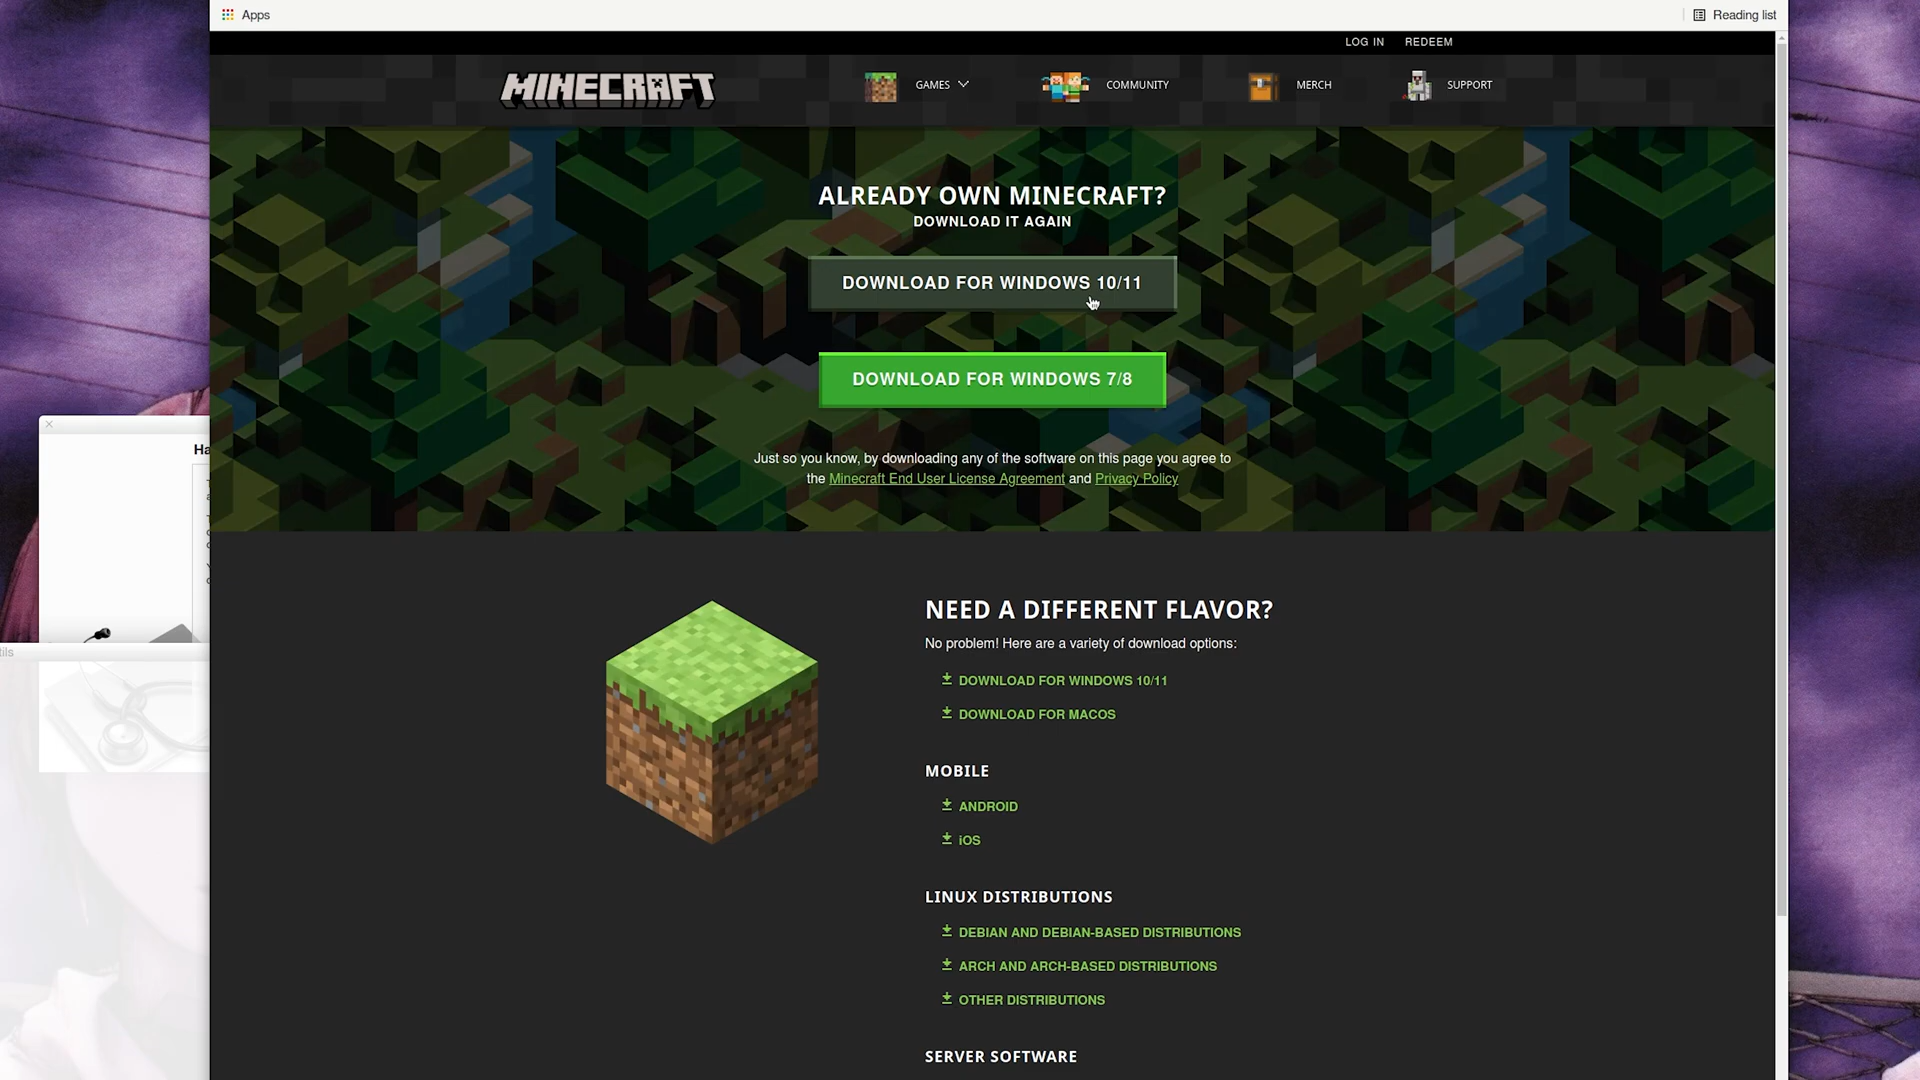 Apps
Reading list
LOG IN
REDEEM
MINECRAFT
GAMES
COMMUNITY
MERCH
SUPPORT
ALREADY OWN MINECRAFT?
DOWNLOAD IT AGAIN
DOWNLOAD FOR WINDOWS 10/11
DOWNLOAD FOR WINDOWS 7/8
Just so you know, by downloading any of the software on this page you agree to
the Minecraft End User License Agreement and Privacy Policy
Ha
tils
NEED A DIFFERENT FLAVOR?
No problem! Here are a variety of download options:
DOWNLOAD FOR WINDOWS 10/11
DOWNLOAD FOR MACOS
MOBILE
ANDROID
iOS
LINUX DISTRIBUTIONS
DEBIAN AND DEBIAN-BASED DISTRIBUTIONS
ARCH AND ARCH-BASED DISTRIBUTIONS
OTHER DISTRIBUTIONS
SERVER SOFTWARE